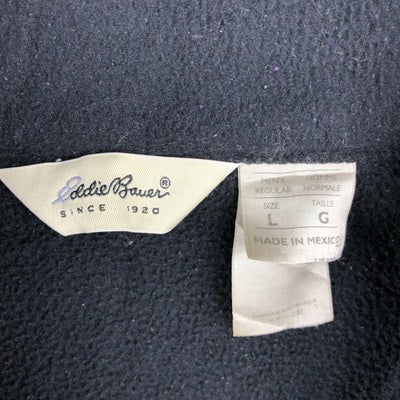 Eddie Bauer®
SINCE 1920
MEN'S HOMME
REGULAR NORMALE
SIZE TAILLE
L G
MADE IN MEXICO